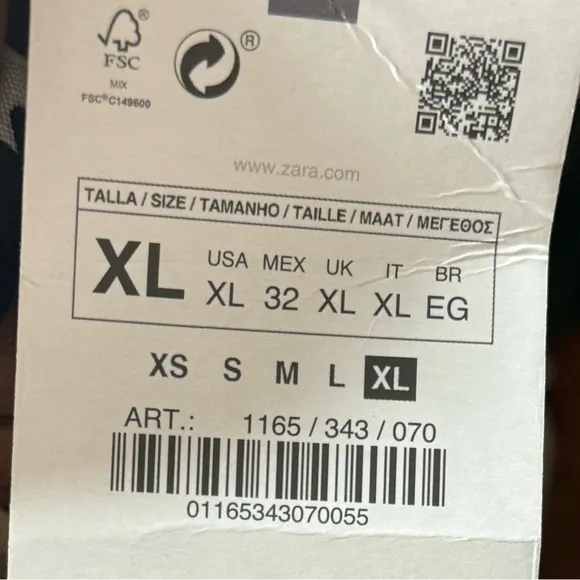 FSC®
MIX
FSC®C149600
®
www.zara.com
TALLA / SIZE / TAMANHO / TAILLE / MAAT / ΜΕΓΕΘΟΣ
XL
USA MEX UK IT BR
XL 32 XL XL EG
XS S M L XL
ART.: 1165 / 343 / 070
01165343070055